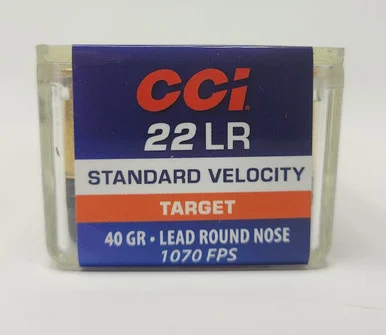 CCi
22 LR
STANDARD VELOCITY
TARGET
40 GR • LEAD ROUND NOSE
1070 FPS